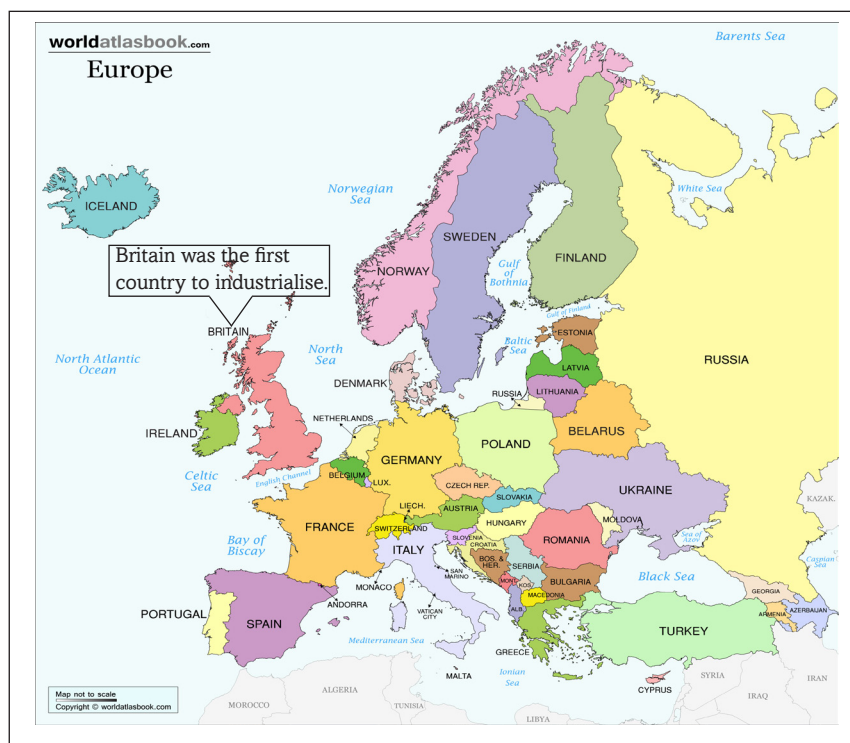 worldatlasbook.com
Europe
Barents Sea
Norwegian
Sea
White Sea
ICELAND
SWEDEN
Britain was the first
country to industrialise.
NORWAY
Gulf
of
Bothnia
FINLAND
BRITAIN
Gulf of Finland
North Atlantic
Ocean
North
Sea
Baltic
Sea
ESTONIA
RUSSIA
LATVIA
DENMARK
RUSSIA
LITHUANIA
NETHERLANDS
IRELAND
POLAND
BELARUS
Celtic
Sea
English Channel
BELGIUM
GERMANY
LUX.
CZECH REP.
UKRAINE
KAZAK.
SLOVAKIA
LIECH.
AUSTRIA
FRANCE
SWITZERLAND
HUNGARY
MOLDOVA
Bay of
Biscay
ITALY
SLOVENIA
CROATIA
ROMANIA
Sea of
Azov
Caspian
Sea
BOS. &
HER.
SERBIA
SAN
MARINO
MONACO
MONT.
KOS.
BULGARIA
Black Sea
GEORGIA
ANDORRA
MACEDONIA
PORTUGAL
SPAIN
VATICAN
CITY
ALB.
ARMENIA
AZERBAIJAN
TURKEY
Mediterranean Sea
GREECE
MALTA
Ionian
Sea
CYPRUS
SYRIA
IRAN
IRAQ
ALGERIA
MOROCCO
TUNISIA
LIBYA
Map not to scale
Copyright © worldatlasbook.com